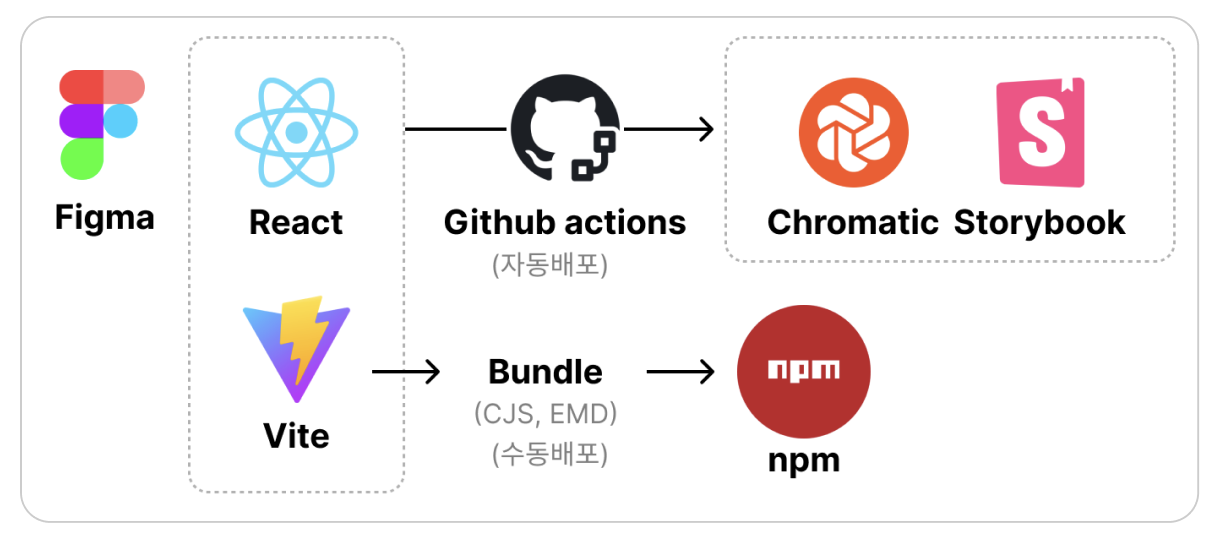 Figma
React
Github actions
(자동배포)
Chromatic
Storybook
Vite
Bundle
(CJS, EMD)
(수동배포)
npm
npm